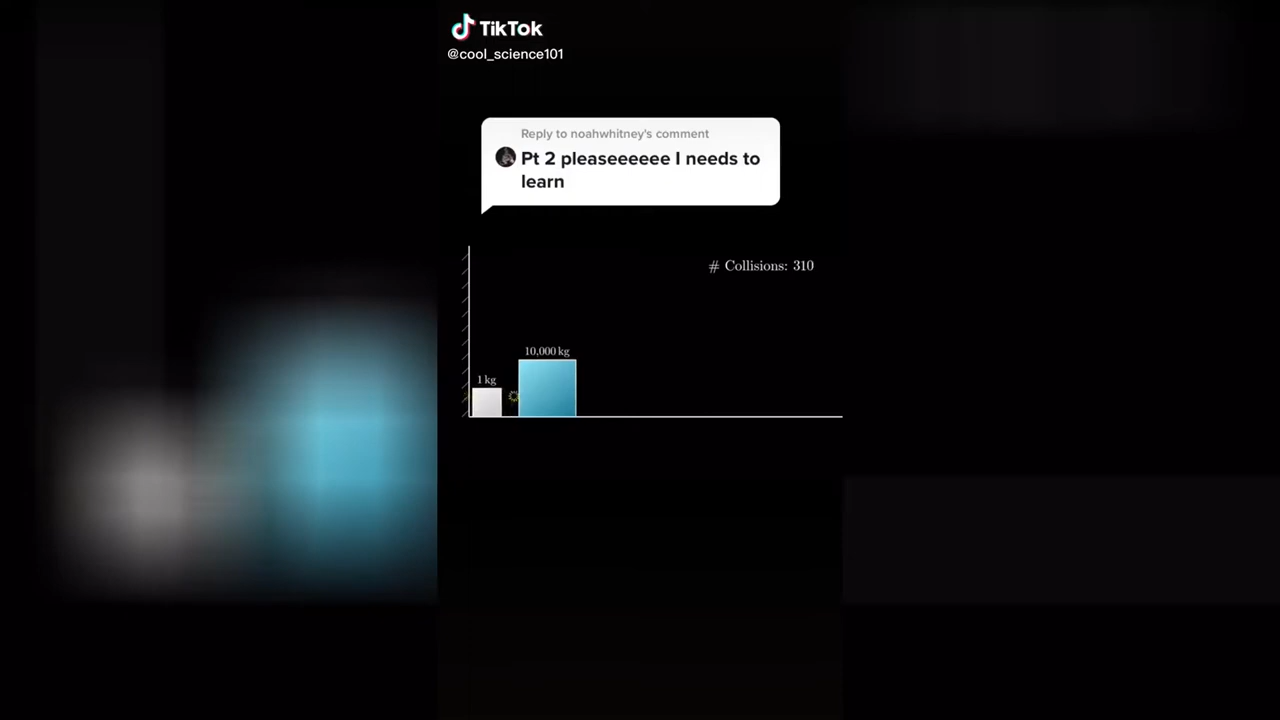 TikTok
@cool_science101
Reply to noahwhitney's comment
Pt 2 pleaseeeeee I needs to
learn
# Collisions: 310
10,000 kg
1 kg